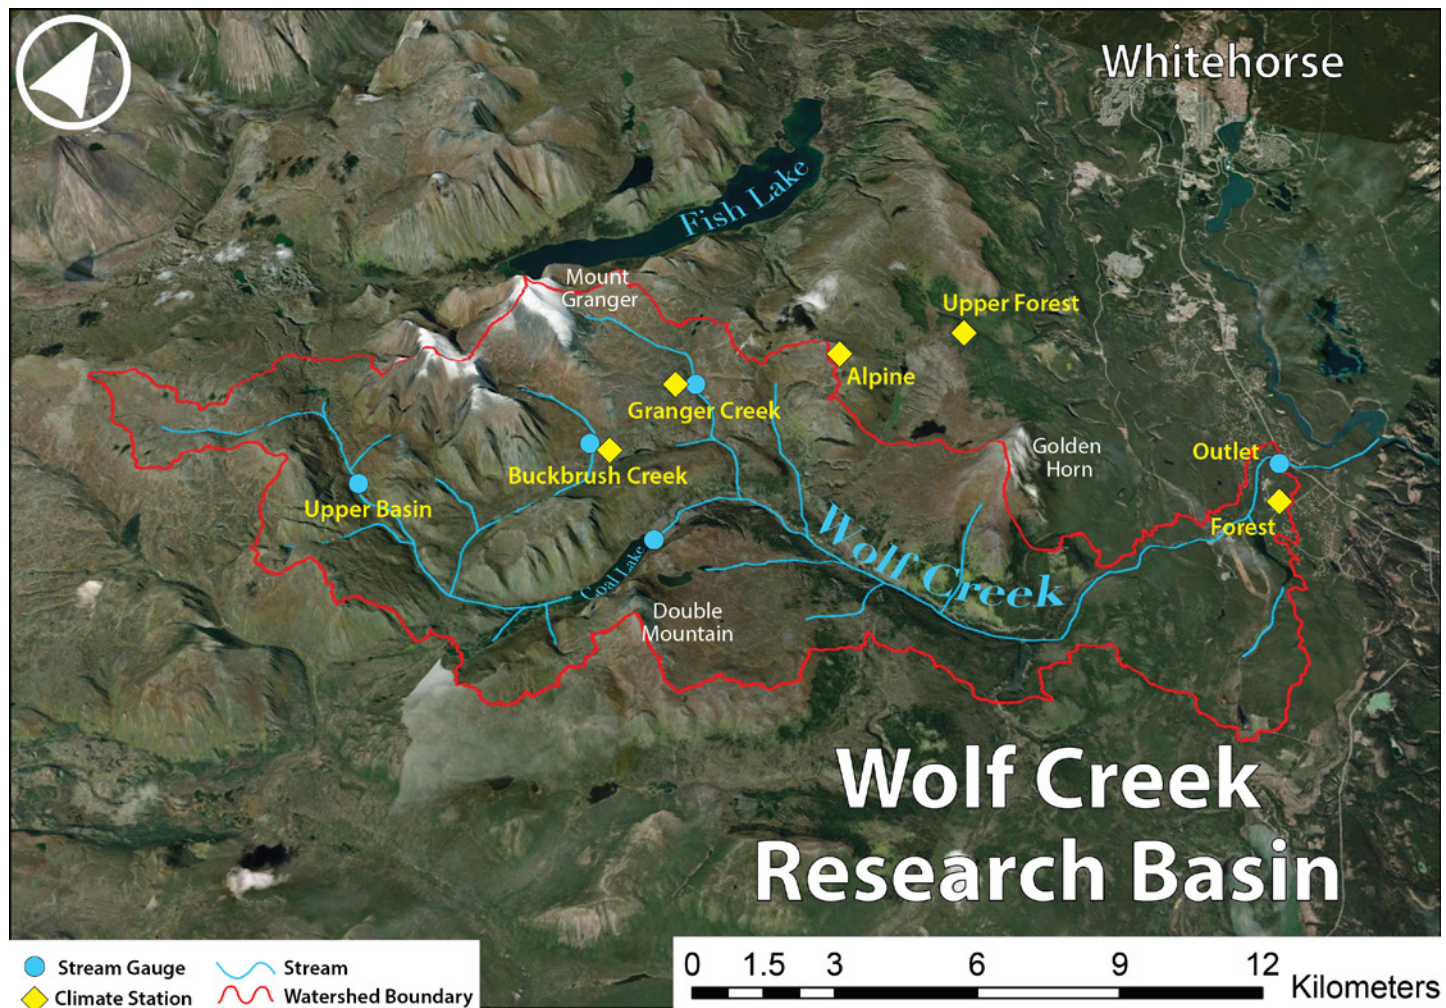 Whitehorse
Fish Lake
Mount
Granger
Upper Forest
Alpine
Granger Creek
Golden
Horn
Outlet
Buckbrush Creek
Upper Basin
Forest
Wolf Creek
Coal Lake
Double
Mountain
Wolf Creek
Research Basin
Stream Gauge
Stream
Climate Station
Watershed Boundary
0 1.5 3 6 9 12
Kilometers